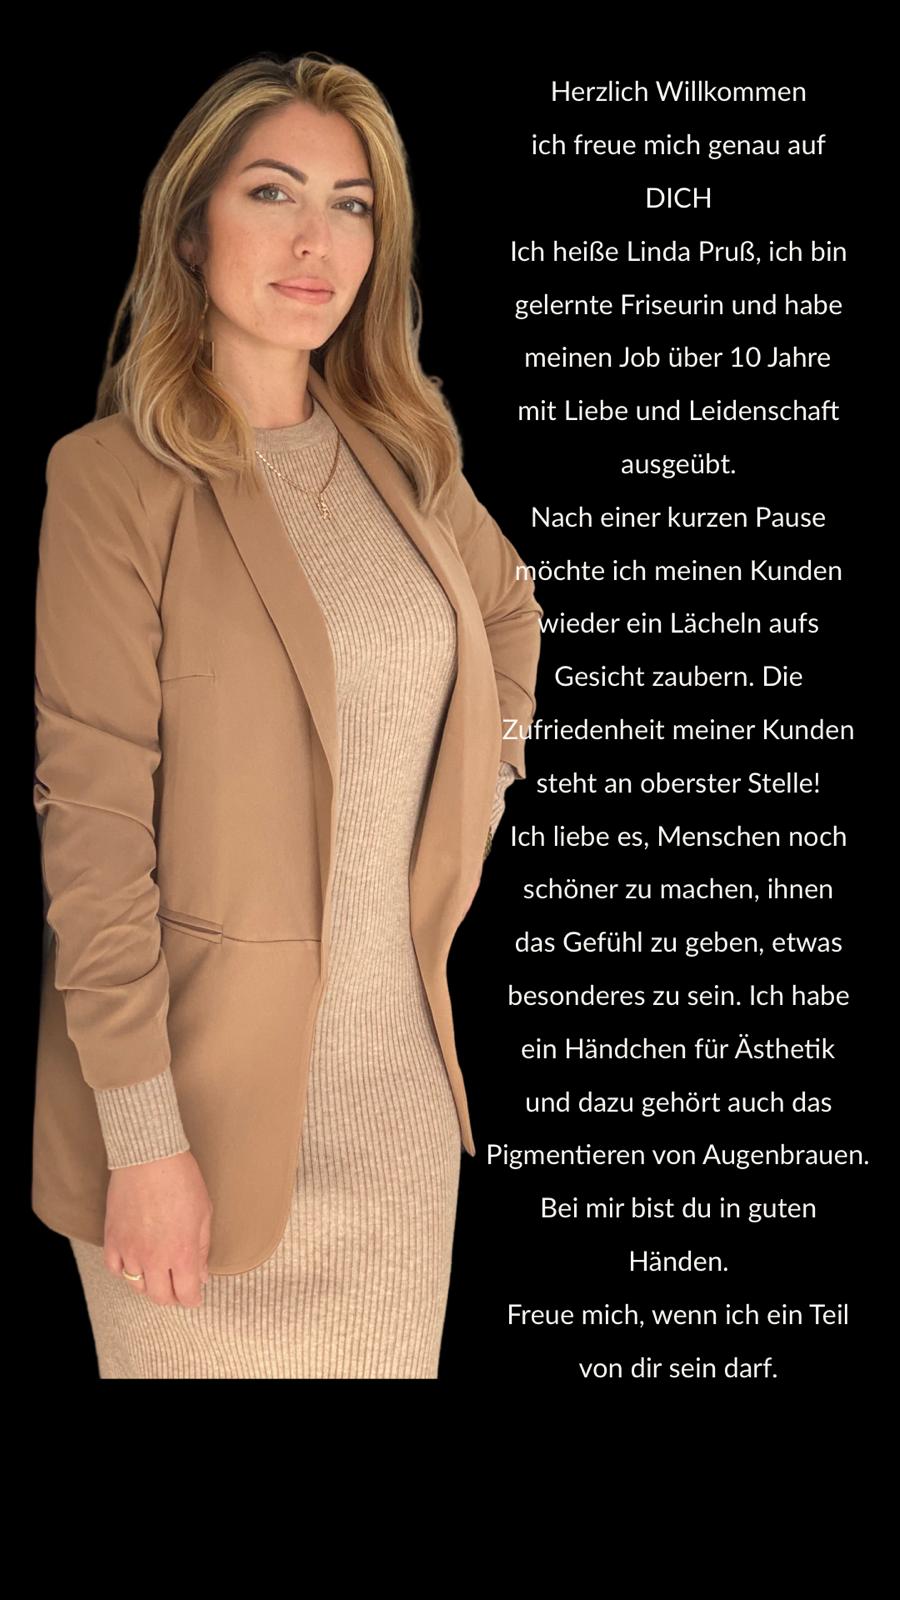 Herzlich Willkommen
ich freue mich genau auf
DICH
Ich heiße Linda Pruß, ich bin
gelernte Friseurin und habe
meinen Job über 10 Jahre
mit Liebe und Leidenschaft
ausgeübt.
Nach einer kurzen Pause
möchte ich meinen Kunden
wieder ein Lächeln aufs
Gesicht zaubern. Die
Zufriedenheit meiner Kunden
steht an oberster Stelle!
Ich liebe es, Menschen noch
schöner zu machen, ihnen
das Gefühl zu geben, etwas
besonderes zu sein. Ich habe
ein Händchen für Ästhetik
und dazu gehört auch das
Pigmentieren von Augenbrauen.
Bei mir bist du in guten
Händen.
Freue mich, wenn ich ein Teil
von dir sein darf.